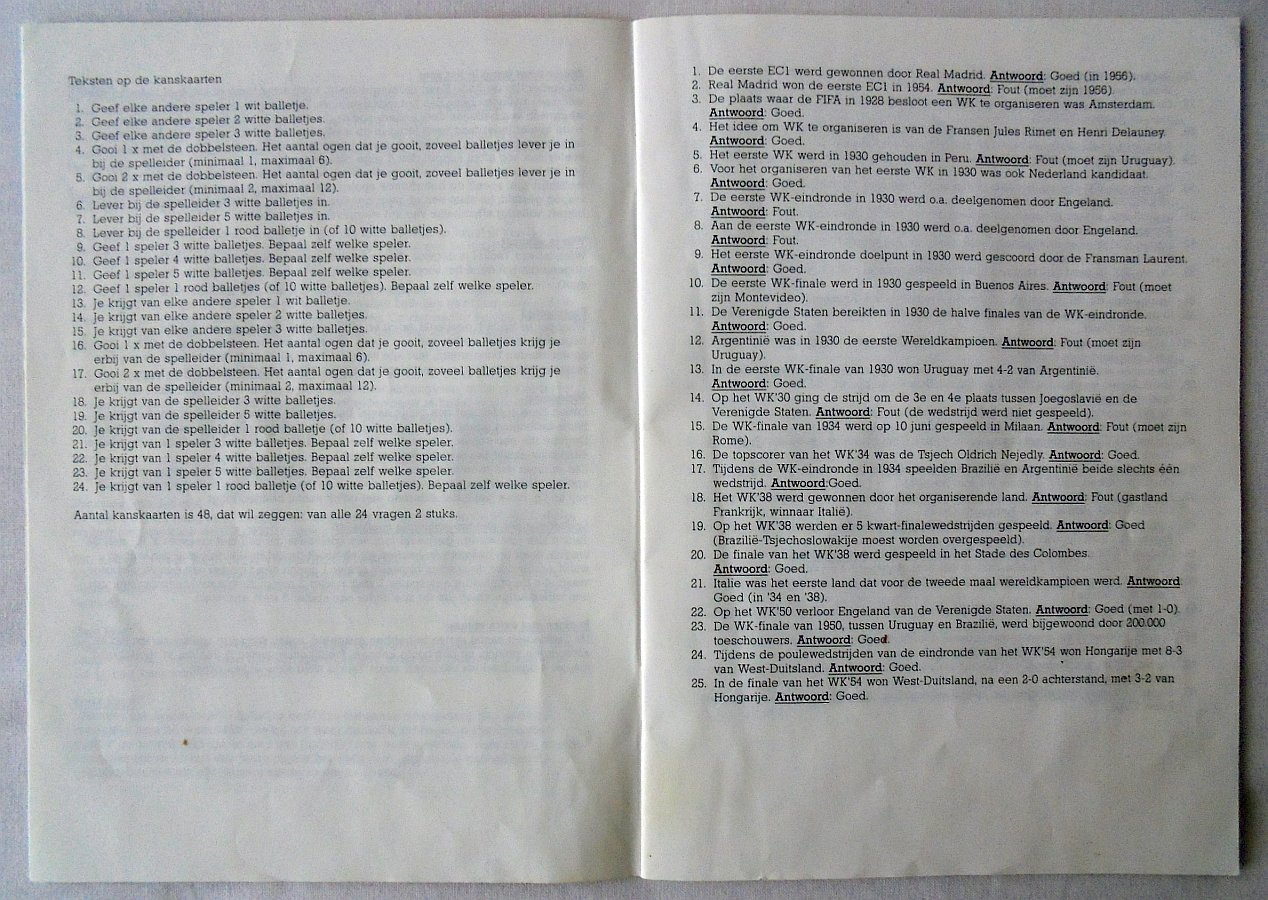 Teksten op de kanskaarten
1. Geef elke andere speler 1 wit balletje.
2. Geef elke andere speler 2 witte balletjes.
3. Geef elke andere speler 3 witte balletjes.
4. Gooi 1 x met de dobbelsteen. Het aantal ogen dat je gooit, zoveel balletjes lever je in
bij de spelleider (minimaal 1, maximaal 6).
5. Gooi 2 x met de dobbelsteen. Het aantal ogen dat je gooit, zoveel balletjes lever je in
bij de spelleider (minimaal 2, maximaal 12).
6. Lever bij de spelleider 3 witte balletjes in.
7. Lever bij de spelleider 5 witte balletjes in.
8. Lever bij de spelleider 1 rood balletje in (of 10 witte balletjes).
9. Geef 1 speler 3 witte balletjes. Bepaal zelf welke speler.
10. Geef 1 speler 4 witte balletjes. Bepaal zelf welke speler.
11. Geef 1 speler 5 witte balletjes. Bepaal zelf welke speler.
12. Geef 1 speler 1 rood balletjes (of 10 witte balletjes). Bepaal zelf welke speler.
13. Je krijgt van elke andere speler 1 wit balletje.
14. Je krijgt van elke andere speler 2 witte balletjes.
15. Je krijgt van elke andere speler 3 witte balletjes.
16. Gooi 1 x met de dobbelsteen. Het aantal ogen dat je gooit, zoveel balletjes krijg je
erbij van de spelleider (minimaal 1, maximaal 6).
17. Gooi 2 x met de dobbelsteen. Het aantal ogen dat je gooit, zoveel balletjes krijg je
erbij van de spelleider (minimaal 2, maximaal 12).
18. Je krijgt van de spelleider 3 witte balletjes.
19. Je krijgt van de spelleider 5 witte balletjes.
20. Je krijgt van de spelleider 1 rood balletje (of 10 witte balletjes).
21. Je krijgt van 1 speler 3 witte balletjes. Bepaal zelf welke speler.
22. Je krijgt van 1 speler 4 witte balletjes. Bepaal zelf welke speler.
23. Je krijgt van 1 speler 5 witte balletjes. Bepaal zelf welke speler.
24. Je krijgt van 1 speler 1 rood balletje (of 10 witte balletjes). Bepaal zelf welke speler.
Aantal kanskaarten is 48, dat wil zeggen: van alle 24 vragen 2 stuks.
1. De eerste EC1 werd gewonnen door Real Madrid. Antwoord: Goed (in 1956).
2. Real Madrid won de eerste EC1 in 1954. Antwoord: Fout (moet zijn 1956).
3. De plaats waar de FIFA in 1928 besloot een WK te organiseren was Amsterdam.
Antwoord: Goed.
4. Het idee om WK te organiseren is van de Fransen Jules Rimet en Henri Delauney.
Antwoord: Goed.
5. Het eerste WK werd in 1930 gehouden in Peru. Antwoord: Fout (moet zijn Uruguay).
6. Voor het organiseren van het eerste WK in 1930 was ook Nederland kandidaat.
Antwoord: Goed.
7. De eerste WK-eindronde in 1930 werd o.a. deelgenomen door Engeland.
Antwoord: Fout.
8. Aan de eerste WK-eindronde in 1930 werd o.a. deelgenomen door Engeland.
Antwoord: Fout.
9. Het eerste WK-eindronde doelpunt in 1930 werd gescoord door de Fransman Laurent.
Antwoord: Goed.
10. De eerste WK-finale werd in 1930 gespeeld in Buenos Aires. Antwoord: Fout (moet
zijn Montevideo).
11. De Verenigde Staten bereikten in 1930 de halve finales van de WK-eindronde.
Antwoord: Goed.
12. Argentinië was in 1930 de eerste Wereldkampioen. Antwoord: Fout (moet zijn
Uruguay).
13. In de eerste WK-finale van 1930 won Uruguay met 4-2 van Argentinië.
Antwoord: Goed.
14. Op het WK'30 ging de strijd om de 3e en 4e plaats tussen Joegoslavië en de
Verenigde Staten. Antwoord: Fout (de wedstrijd werd niet gespeeld).
15. De WK-finale van 1934 werd op 10 juni gespeeld in Milaan. Antwoord: Fout (moet zijn
Rome).
16. De topscorer van het WK'34 was de Tsjech Oldrich Nejedly. Antwoord: Goed.
17. Tijdens de WK-eindronde in 1934 speelden Brazilië en Argentinië beide slechts één
wedstrijd. Antwoord:Goed.
18. Het WK'38 werd gewonnen door het organiserende land. Antwoord: Fout (gastland
Frankrijk, winnaar Italië).
19. Op het WK'38 werden er 5 kwart-finalewedstrijden gespeeld. Antwoord: Goed
(Brazilië-Tsjechoslowakije moest worden overgespeeld).
20. De finale van het WK'38 werd gespeeld in het Stade des Colombes.
Antwoord: Goed.
21. Italie was het eerste land dat voor de tweede maal wereldkampioen werd. Antwoord
Goed (in '34 en '38).
22. Op het WK'50 verloor Engeland van de Verenigde Staten. Antwoord: Goed (met 1-0).
23. De WK-finale van 1950, tussen Uruguay en Brazilië, werd bijgewoond door 200.000
toeschouwers. Antwoord: Goed.
24. Tijdens de poulewedstrijden van de eindronde van het WK'54 won Hongarije met 8-3
van West-Duitsland. Antwoord: Goed.
25. In de finale van het WK'54 won West-Duitsland, na een 2-0 achterstand, met 3-2 van
Hongarije. Antwoord: Goed.